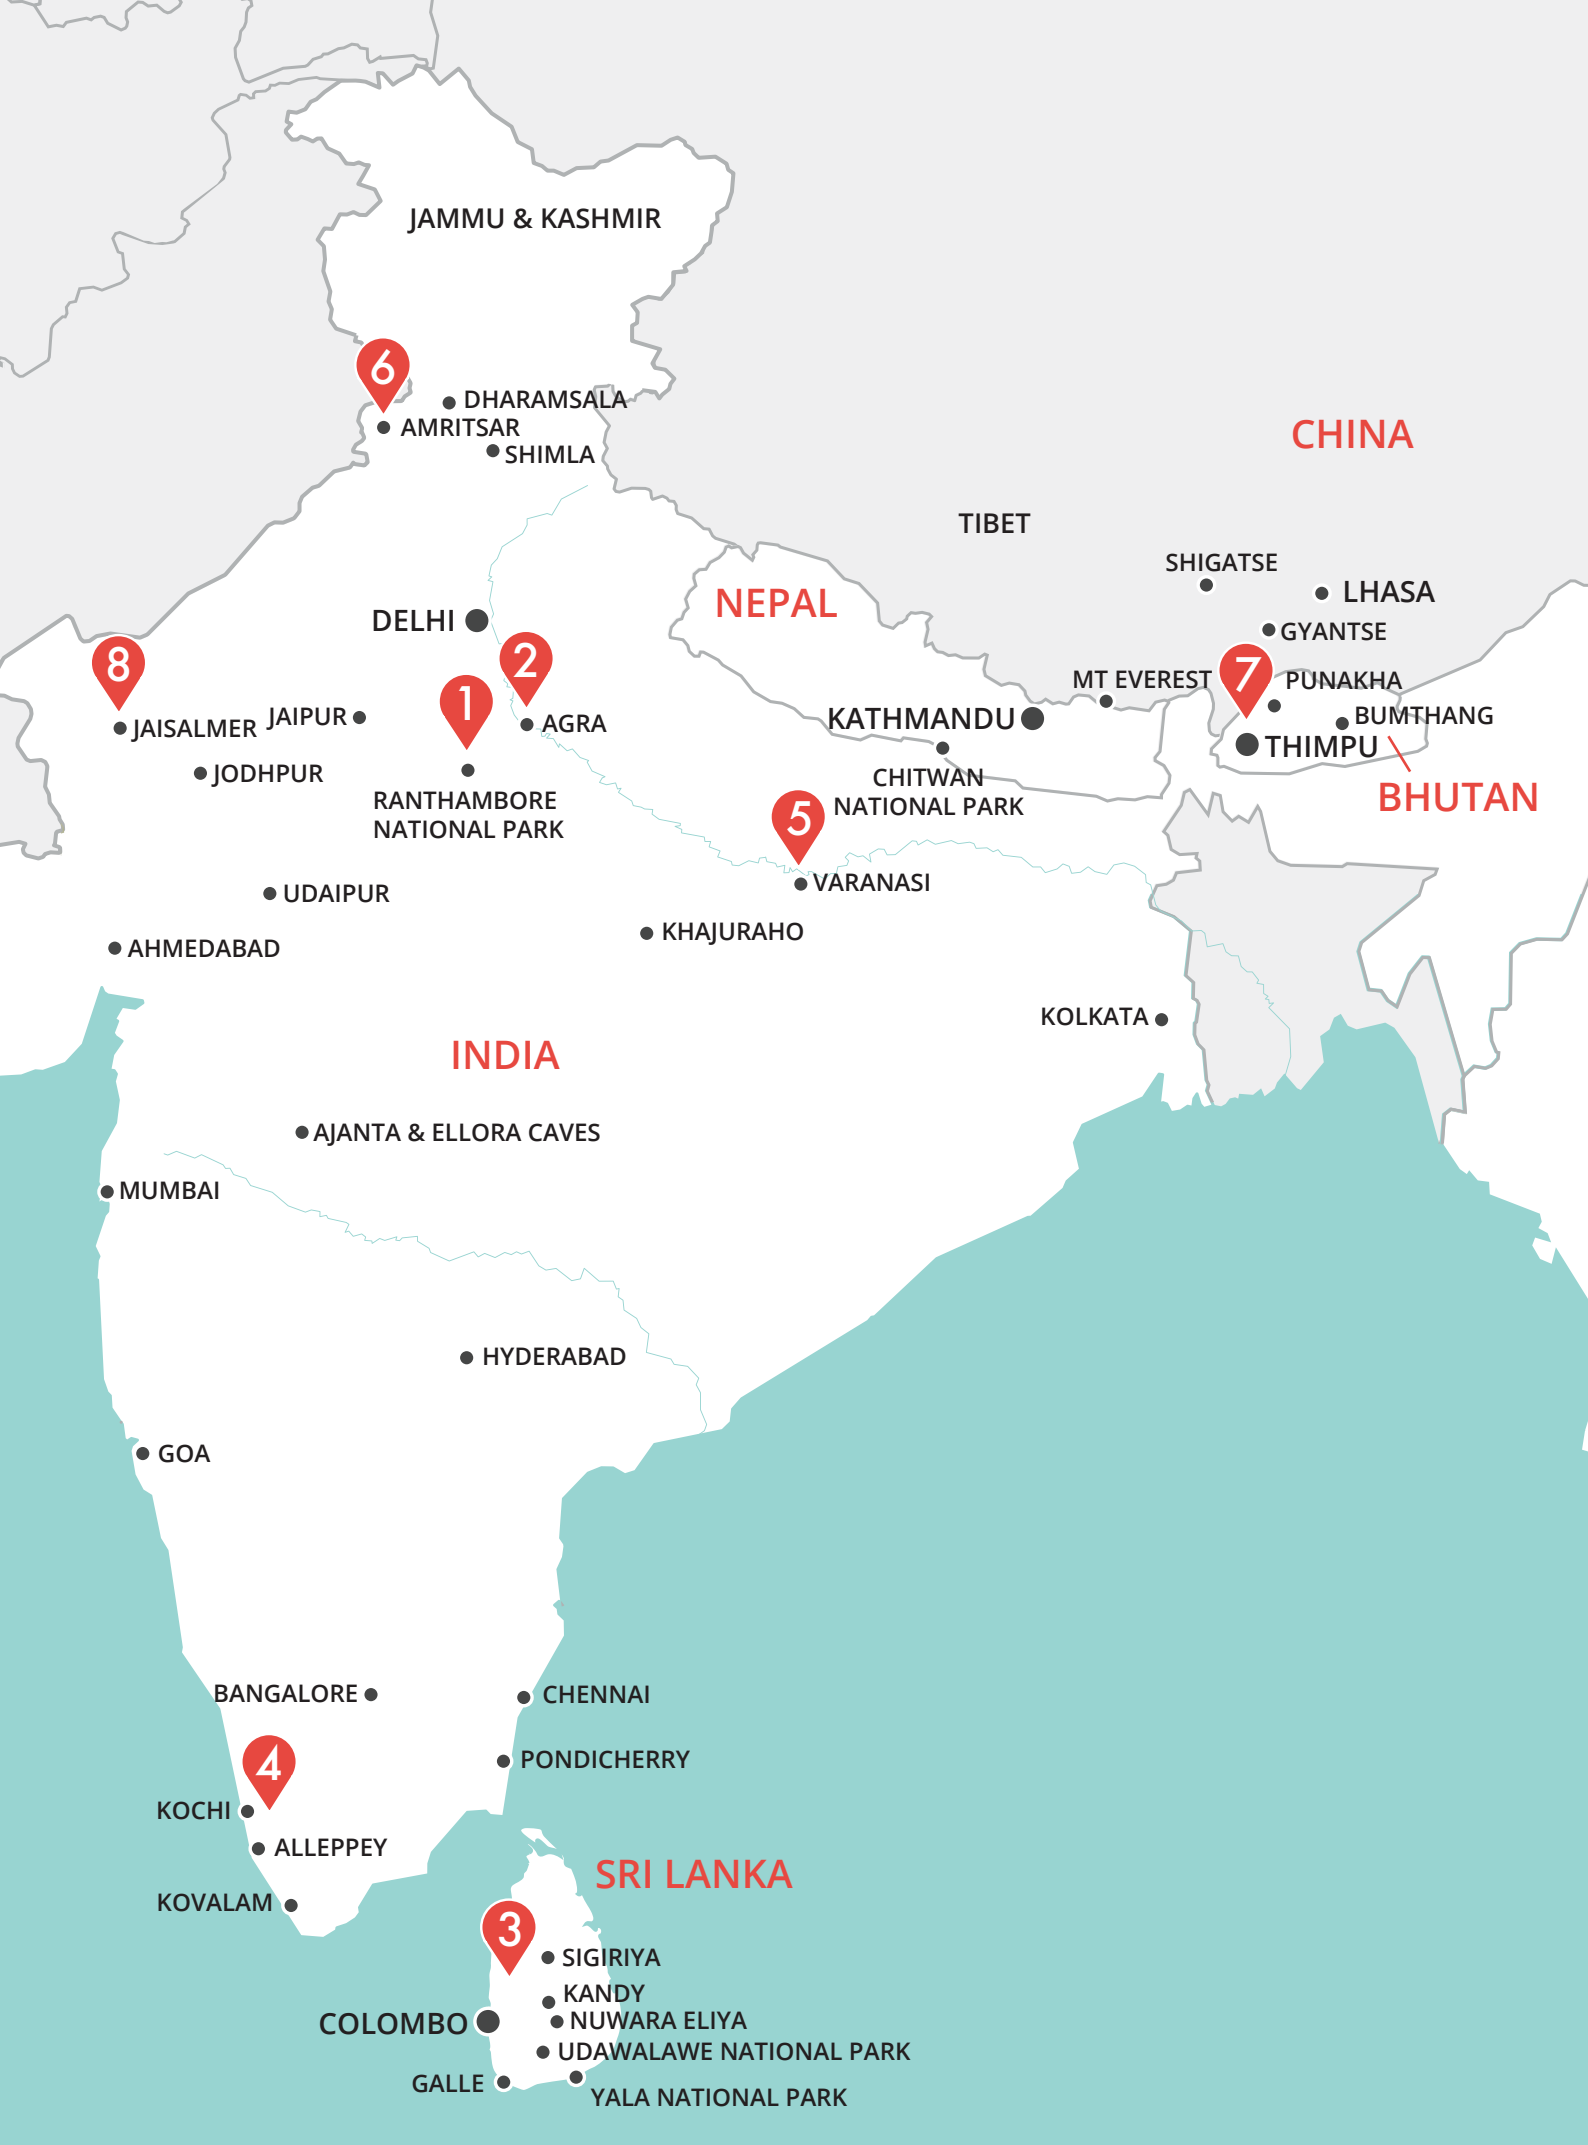 JAMMU & KASHMIR
6
DHARAMSALA
AMRITSAR
SHIMLA
CHINA
TIBET
SHIGATSE
LHASA
NEPAL
DELHI
GYANTSE
8
2
7
MT EVEREST
PUNAKHA
1
JAISALMER
JAIPUR
AGRA
KATHMANDU
BUMTHANG
THIMPU
JODHPUR
CHITWAN
NATIONAL PARK
BHUTAN
RANTHAMBORE
NATIONAL PARK
5
VARANASI
UDAIPUR
KHAJURAHO
AHMEDABAD
KOLKATA
INDIA
AJANTA & ELLORA CAVES
MUMBAI
HYDERABAD
GOA
BANGALORE
CHENNAI
4
PONDICHERRY
KOCHI
ALLEPPEY
SRI LANKA
KOVALAM
3
SIGIRIYA
KANDY
COLOMBO
NUWARA ELIYA
UDAWALAWE NATIONAL PARK
GALLE
YALA NATIONAL PARK